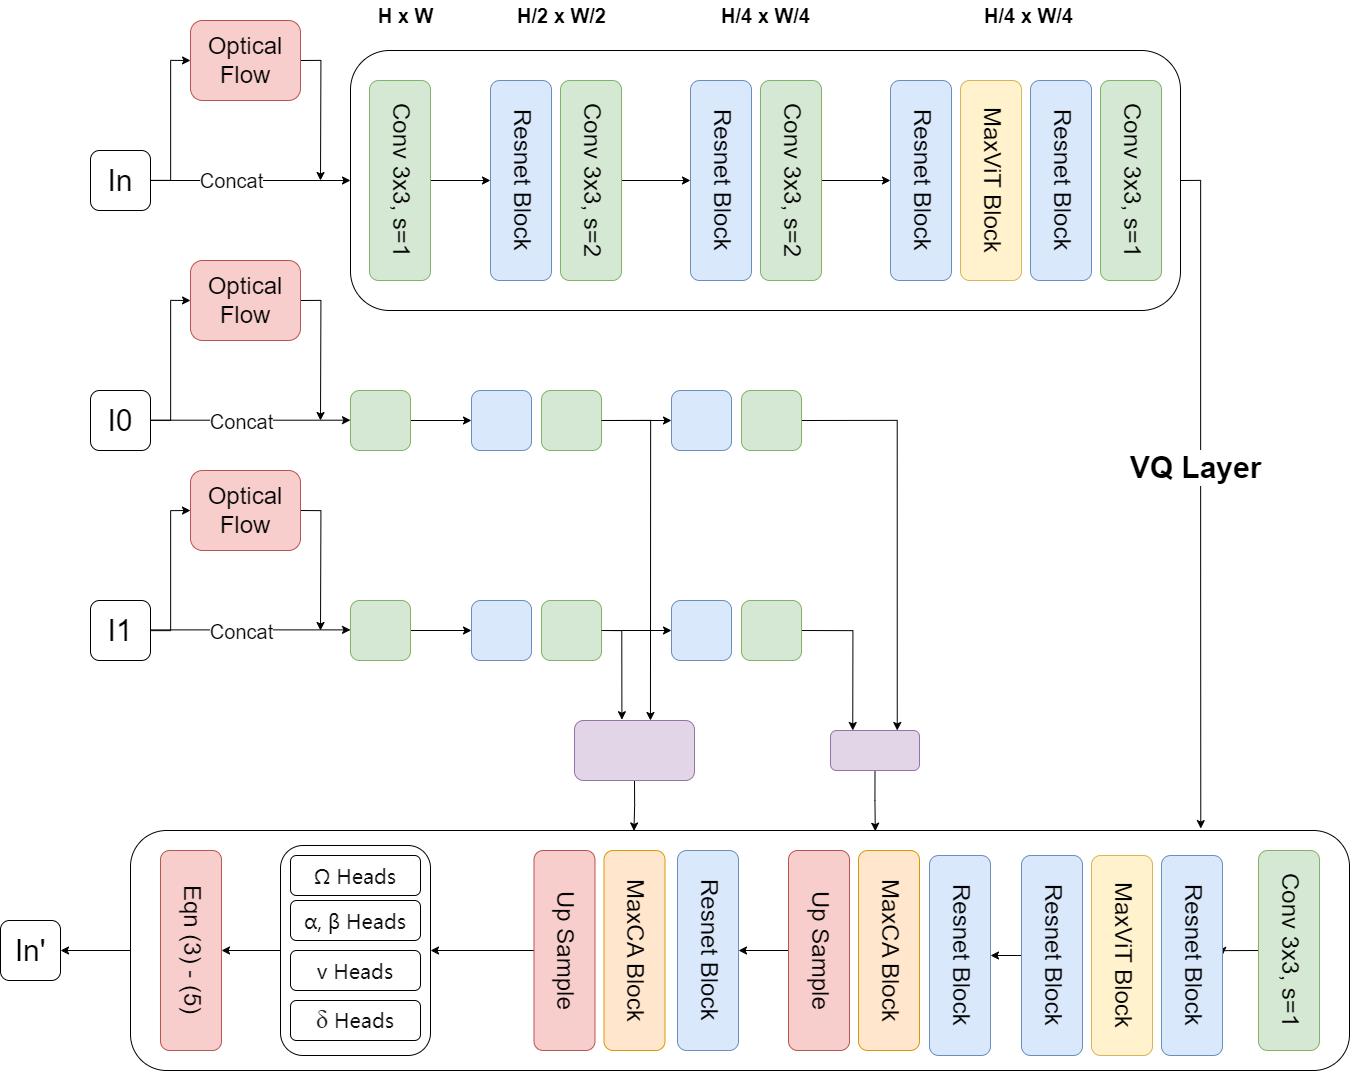 H x W
H/2 x W/2
H/4 x W/4
H/4 x W/4
Optical
Flow
In
Concat
Conv 3x3, s=1
Resnet Block
Conv 3x3, s=2
Resnet Block
Conv 3x3, s=2
Resnet Block
MaxViT Block
Resnet Block
Conv 3x3, s=1
Optical
Flow
I0
Concat
VQ Layer
Optical
Flow
I1
Concat
In'
Eqn (3) - (5)
Ω Heads
α, β Heads
v Heads
δ Heads
Up Sample
MaxCA Block
Resnet Block
Up Sample
MaxCA Block
Resnet Block
Resnet Block
MaxViT Block
Resnet Block
Conv 3x3, s=1